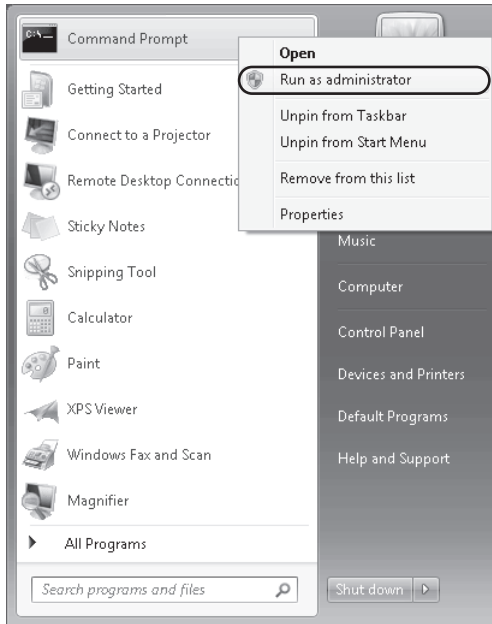 C:\
Command Prompt
Getting Started
Connect to a Projector
Remote Desktop Connectio
Sticky Notes
Snipping Tool
Calculator
Paint
XPS Viewer
Windows Fax and Scan
Magnifier
All Programs
Search programs and files
Open
Run as administrator
Unpin from Taskbar
Unpin from Start Menu
Remove from this list
Properties
Music
Computer
Control Panel
Devices and Printers
Default Programs
Help and Support
Shut down